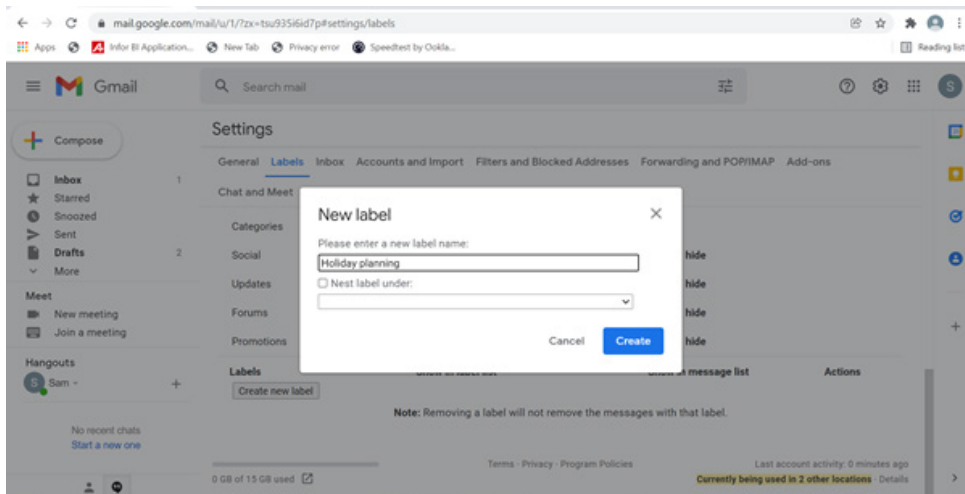 mail.google.com/mail/u/1/?zx=tsu935i6id7p#settings/labels
Apps Infor BI Application... New Tab Privacy error Speedtest by Ookla... Reading list
Gmail Search mail S
Compose
Settings
General Labels Inbox Accounts and Import Filters and Blocked Addresses Forwarding and POP/IMAP Add-ons
Chat and Meet
Inbox 1
Starred
Snoozed
Sent
Drafts 2
More
Meet
New meeting
Join a meeting
Hangouts
S Sam
No recent chats
Start a new one
Categories
Social hide
Updates hide
Forums hide
Promotions hide
New label
Please enter a new label name:
Holiday planning
Nest label under:
Cancel Create
Labels message list Actions
Create new label
Note: Removing a label will not remove the messages with that label.
0 GB of 15 GB used
Terms · Privacy · Program Policies
Last account activity: 0 minutes ago
Currently being used in 2 other locations · Details